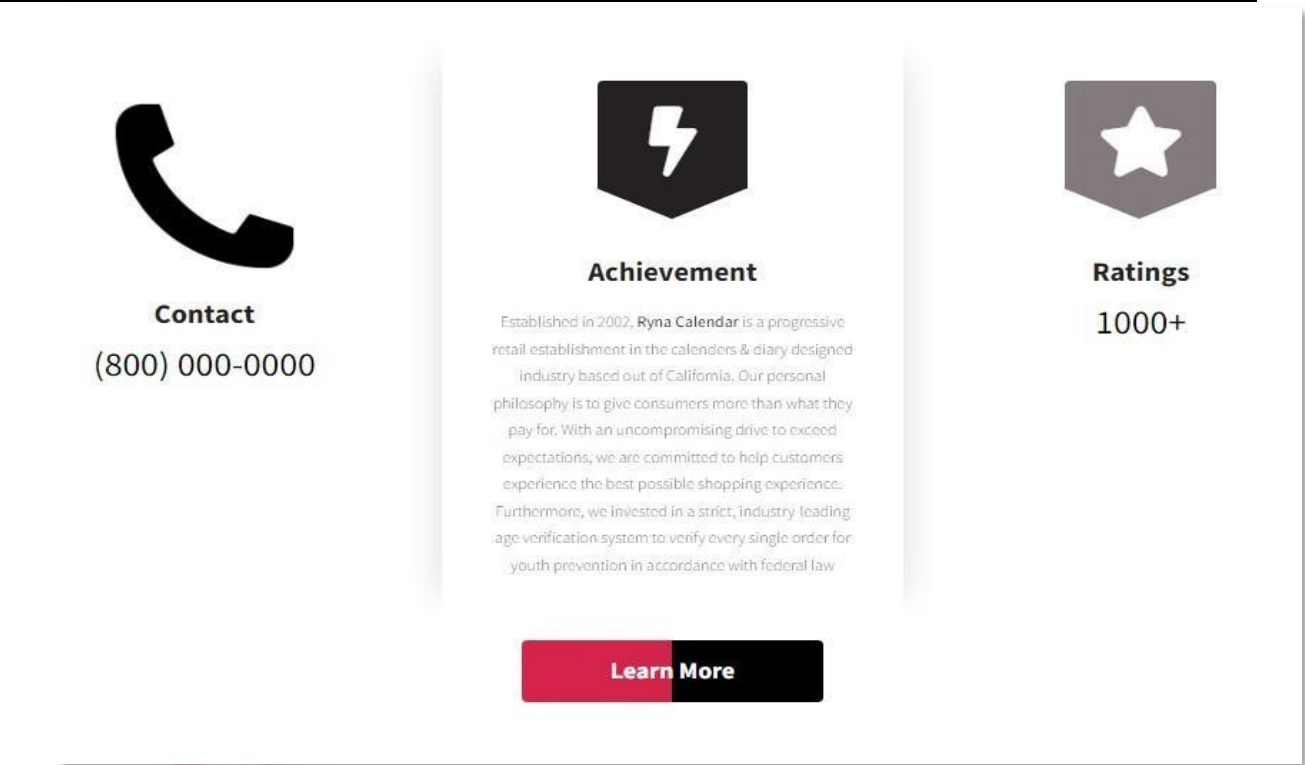 Contact
(800) 000-0000
Achievement
Established in 2002, Ryna Calendar is a progressive
retail establishment in the calenders & diary designed
industry based out of California. Our personal
philosophy is to give consumers more than what they
pay for. With an uncompromising drive to exceed
expectations, we are committed to help customers
experience the best possible shopping experience.
Furthermore, we invested in a strict, industry-leading
age verification system to verify every single order for
youth prevention in accordance with federal law
Learn More
Ratings
1000+